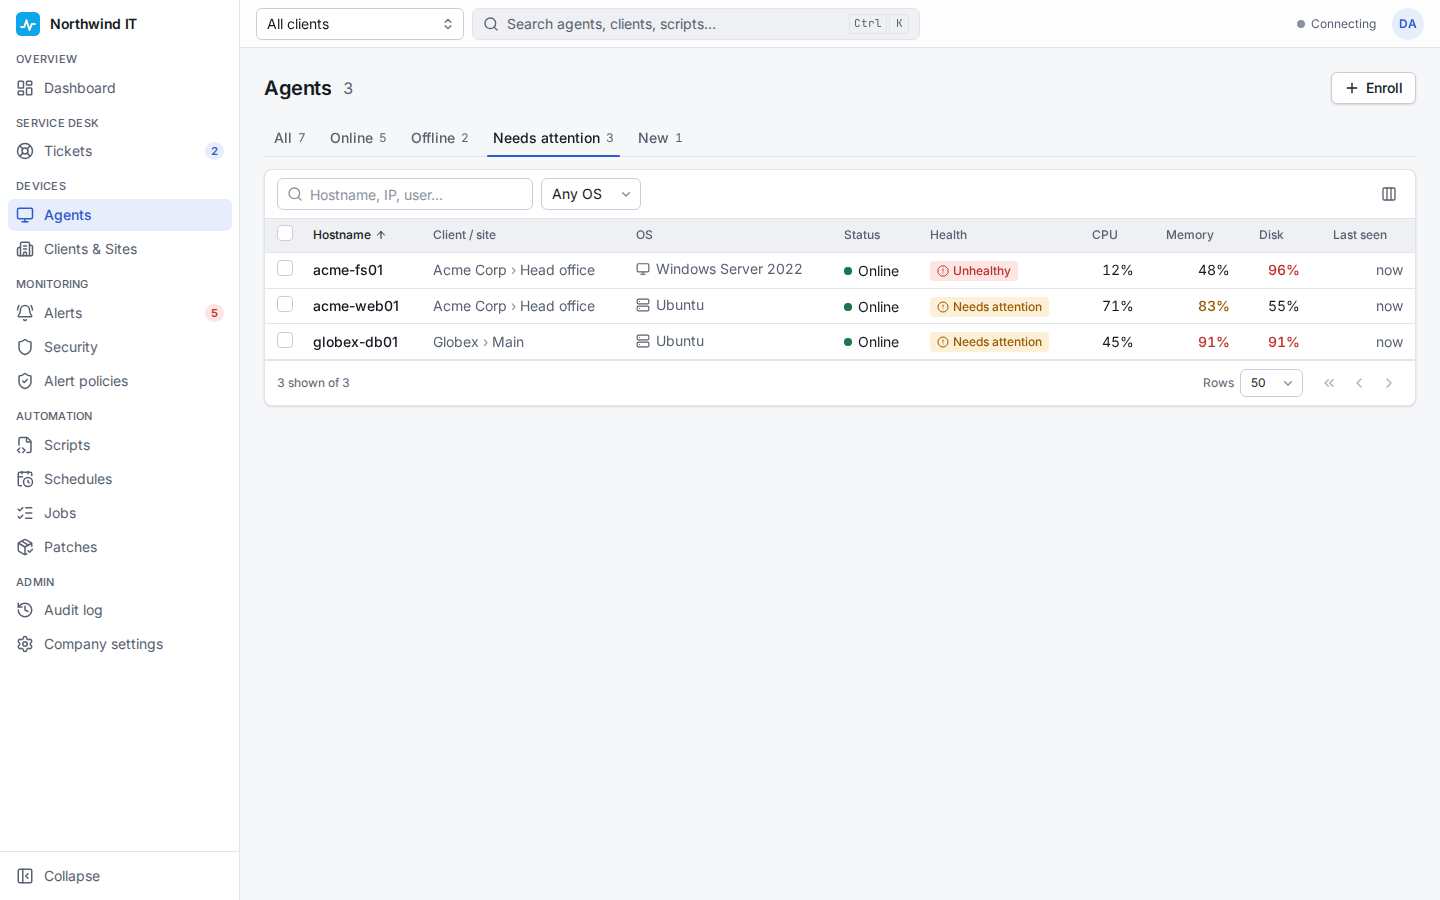 Northwind IT
All clients
Search agents, clients, scripts...
Ctrl K
Connecting
DA
OVERVIEW
Dashboard
SERVICE DESK
Tickets 2
DEVICES
Agents
Clients & Sites
MONITORING
Alerts 5
Security
Alert policies
AUTOMATION
Scripts
Schedules
Jobs
Patches
ADMIN
Audit log
Company settings
Collapse
Agents 3
Enroll
All 7 Online 5 Offline 2 Needs attention 3 New 1
Hostname, IP, user...
Any OS
Hostname Client / site OS Status Health CPU Memory Disk Last seen
acme-fs01 Acme Corp › Head office Windows Server 2022 Online Unhealthy 12% 48% 96% now
acme-web01 Acme Corp › Head office Ubuntu Online Needs attention 71% 83% 55% now
globex-db01 Globex › Main Ubuntu Online Needs attention 45% 91% 91% now
3 shown of 3
Rows 50